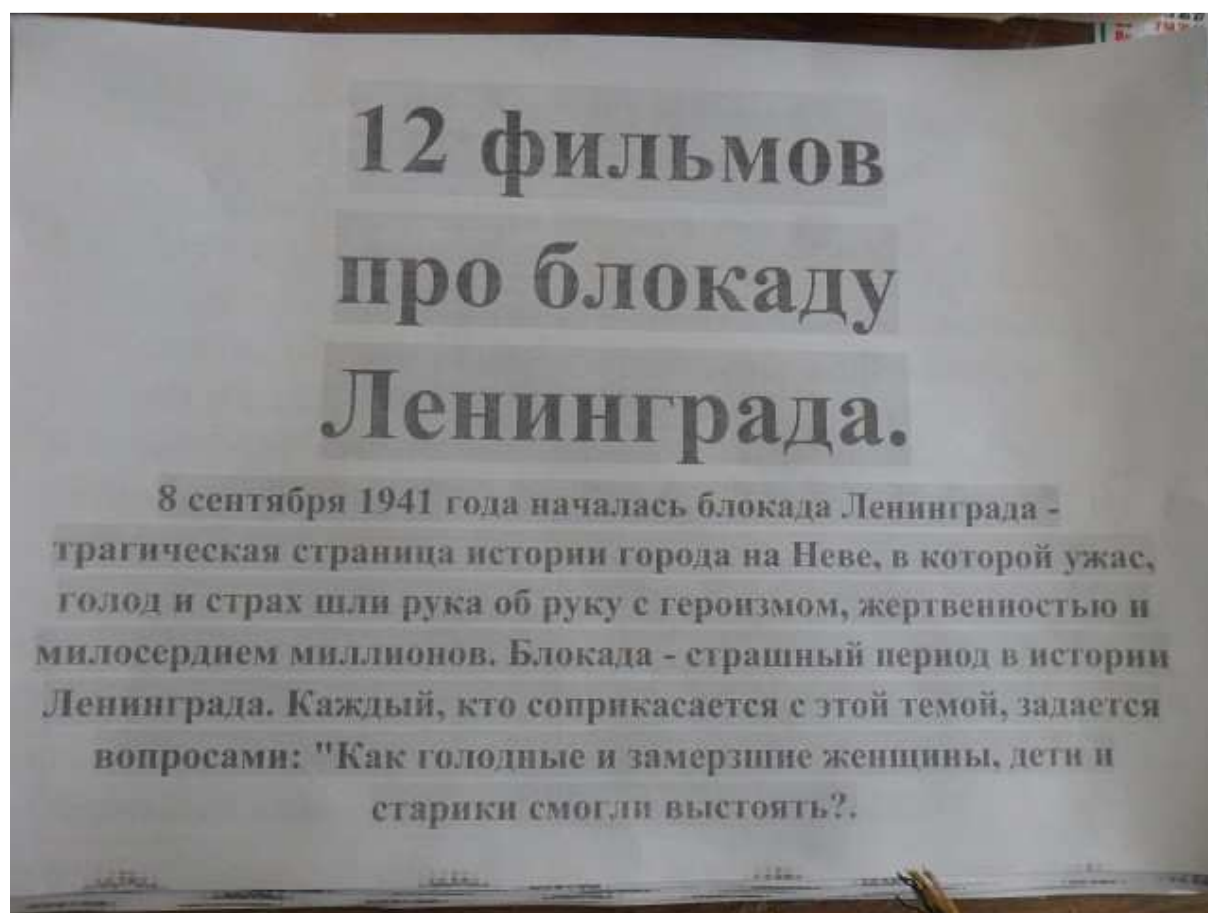 12 фильмов
про блокаду
Ленинграда.
8 сентября 1941 года началась блокада Ленинграда -
трагическая страница истории города на Неве, в которой ужас,
голод и страх шли рука об руку с героизмом, жертвенностью и
милосердием миллионов. Блокада - страшный период в истории
Ленинграда. Каждый, кто соприкасается с этой темой, задается
вопросами: "Как голодные и замерзшие женщины, дети и
старики смогли выстоять?.